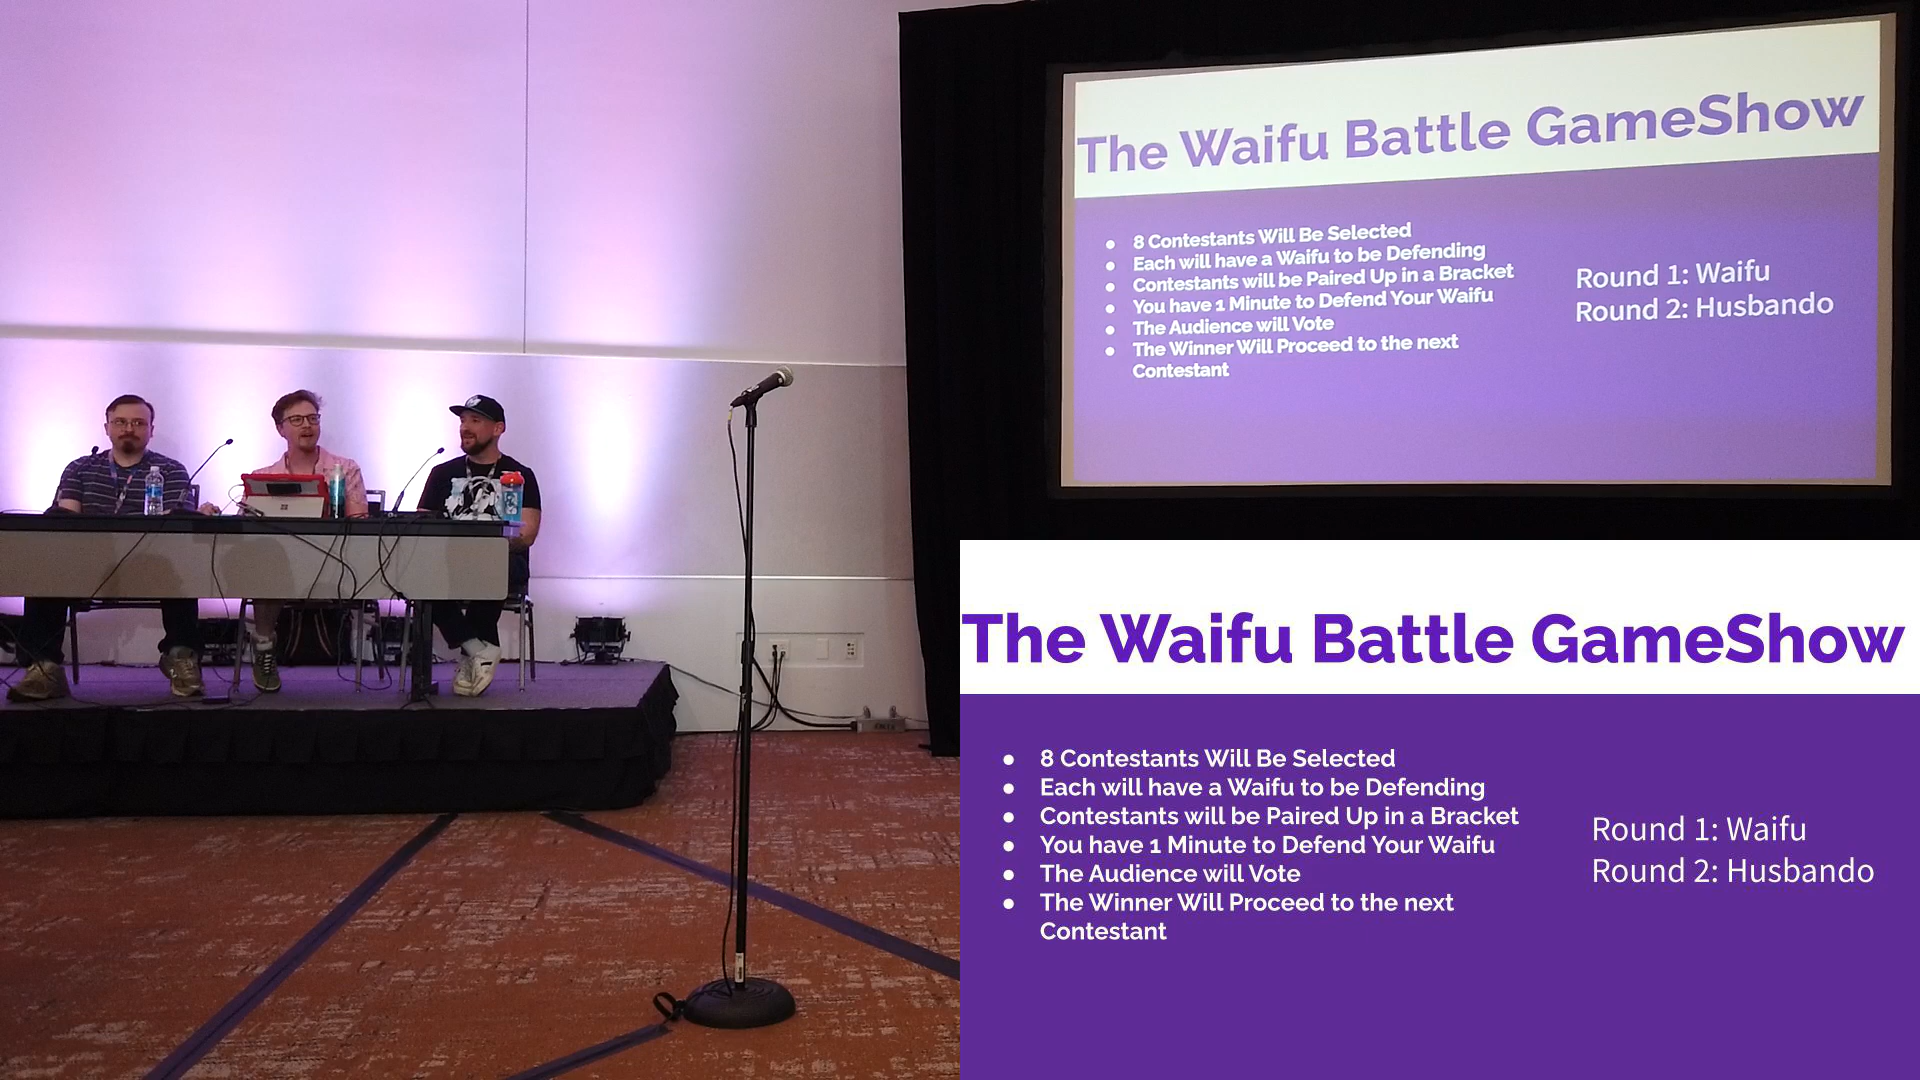 The Waifu Battle GameShow
● 8 Contestants Will Be Selected
● Each will have a Waifu to be Defending
● Contestants will be Paired Up in a Bracket
● You have 1 Minute to Defend Your Waifu
● The Audience will Vote
● The Winner Will Proceed to the next
Contestant
Round 1: Waifu
Round 2: Husbando
The Waifu Battle GameShow
● 8 Contestants Will Be Selected
● Each will have a Waifu to be Defending
● Contestants will be Paired Up in a Bracket
● You have 1 Minute to Defend Your Waifu
● The Audience will Vote
● The Winner Will Proceed to the next
Contestant
Round 1: Waifu
Round 2: Husbando